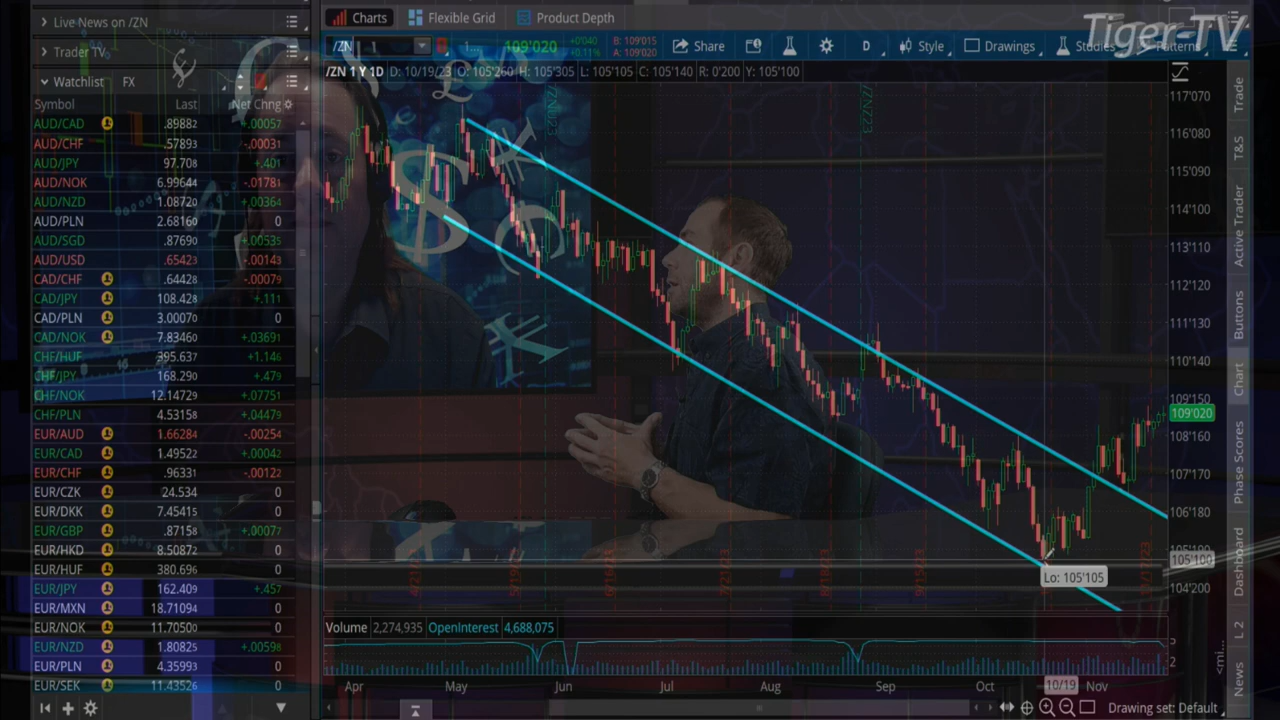 Live News on /ZN
Trader TV
Watchlist FX
Symbol Last Net Chng
AUD/CAD .89882 +.00057
AUD/CHF .57893 -.00031
AUD/JPY 97.708 +.401
AUD/NOK 6.99644 -.01781
AUD/NZD 1.08720 +.00364
AUD/PLN 2.68160 0
AUD/SGD .87690 +.00535
AUD/USD .65423 -.00143
CAD/CHF .64428 -.00079
CAD/JPY 108.428 +.111
CAD/PLN 3.00070 0
CAD/NOK 7.83460 +.03691
CHF/HUF 395.637 +1.146
CHF/JPY 168.290 +.479
CHF/NOK 12.14729 +.07751
CHF/PLN 4.53158 +.04479
EUR/AUD 1.66284 -.00254
EUR/CAD 1.49522 +.00042
EUR/CHF .96331 -.00122
EUR/CZK 24.534 0
EUR/DKK 7.45415 0
EUR/GBP .87158 +.00077
EUR/HKD 8.50872 0
EUR/HUF 380.696 0
EUR/JPY 162.409 +.457
EUR/MXN 18.71094 0
EUR/NOK 11.70500 0
EUR/NZD 1.80825 +.00598
EUR/PLN 4.35993 0
EUR/SEK 11.43526 0
Charts Flexible Grid Product Depth
Tiger-TV
/ZN 109'020 +0'040 +0.11% B: 109'015 A: 109'020 Share D Style Drawings Studies Patterns
/ZN 1 Y 1D D: 10/19/23 O: 105'260 H: 105'305 L: 105'105 C: 105'140 R: 0'200 Y: 105'100
/ZNU23
/ZNZ23
117'070
116'080
115'090
114'100
113'110
112'120
111'130
110'140
109'150
109'020
108'160
107'170
106'180
105'100
104'200
Lo: 105'105
Volume 2,274,935 OpenInterest 4,688,075
Apr May Jun Jul Aug Sep Oct 10/19 Nov
Drawing set: Default
Trade
T&S
Active Trader
Buttons
Chart
Phase Scores
Dashboard
L 2
News